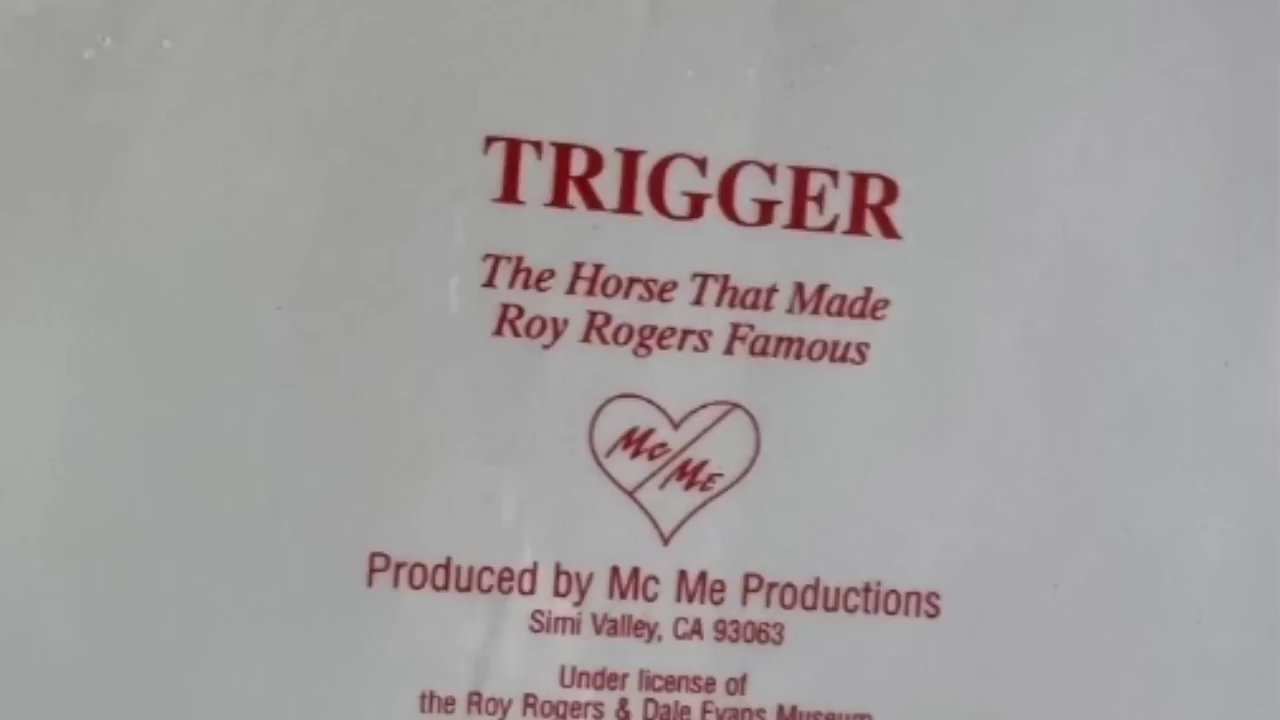 TRIGGER
The Horse That Made
Roy Rogers Famous
Mc/ME
Produced by Mc Me Productions
Simi Valley, CA 93063
Under license of
the Roy Rogers & Dale Evans Museum